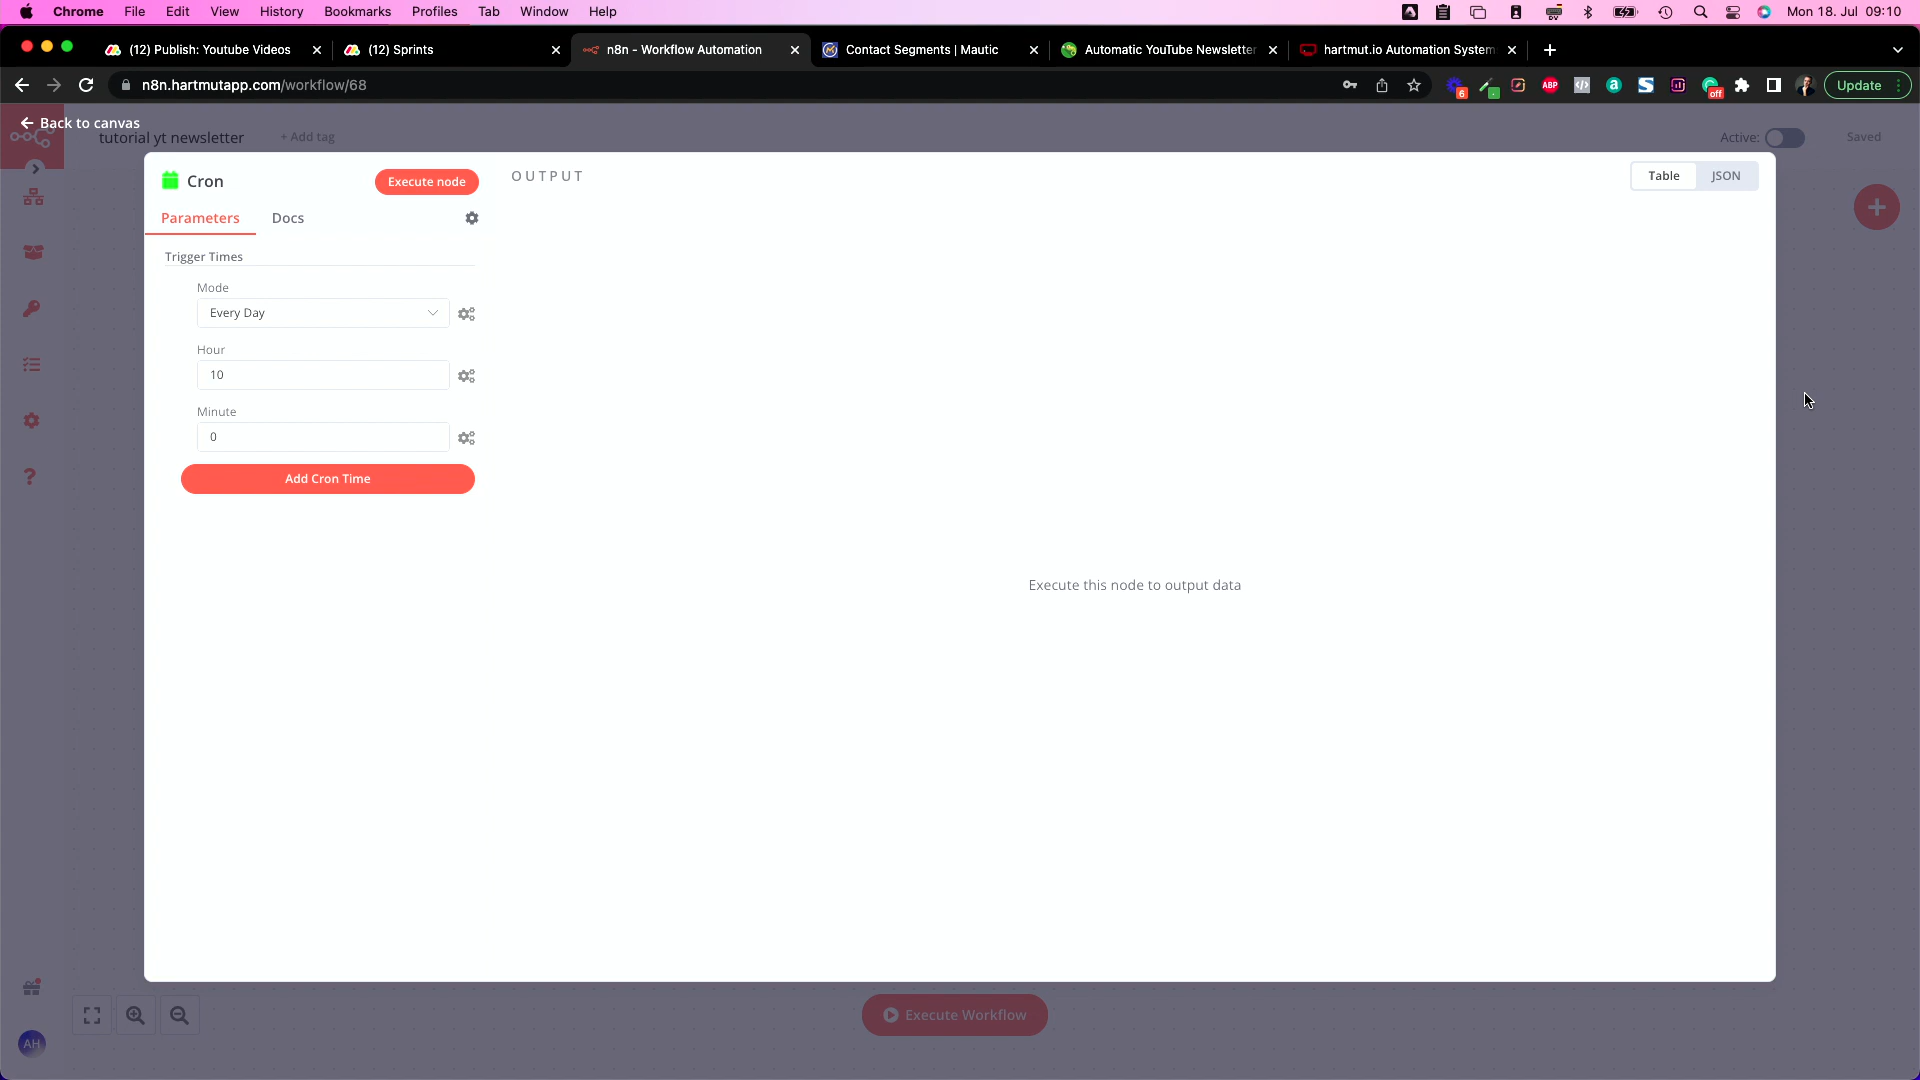 Chrome File Edit View History Bookmarks Profiles Tab Window Help DV Mon 18. Jul 09:10
(12) Publish: Youtube Videos (12) Sprints n8n - Workflow Automation Contact Segments | Mautic Automatic YouTube Newsletter hartmut.io Automation System
n8n.hartmutapp.com/workflow/68 6 ABP a S off Update
Back to canvas
tutorial yt newsletter + Add tag Active: Saved
Cron Execute node OUTPUT Table JSON
Parameters Docs
Trigger Times
Mode
Every Day
Hour
10
Minute
0
Add Cron Time
Execute this node to output data
Execute Workflow
AH